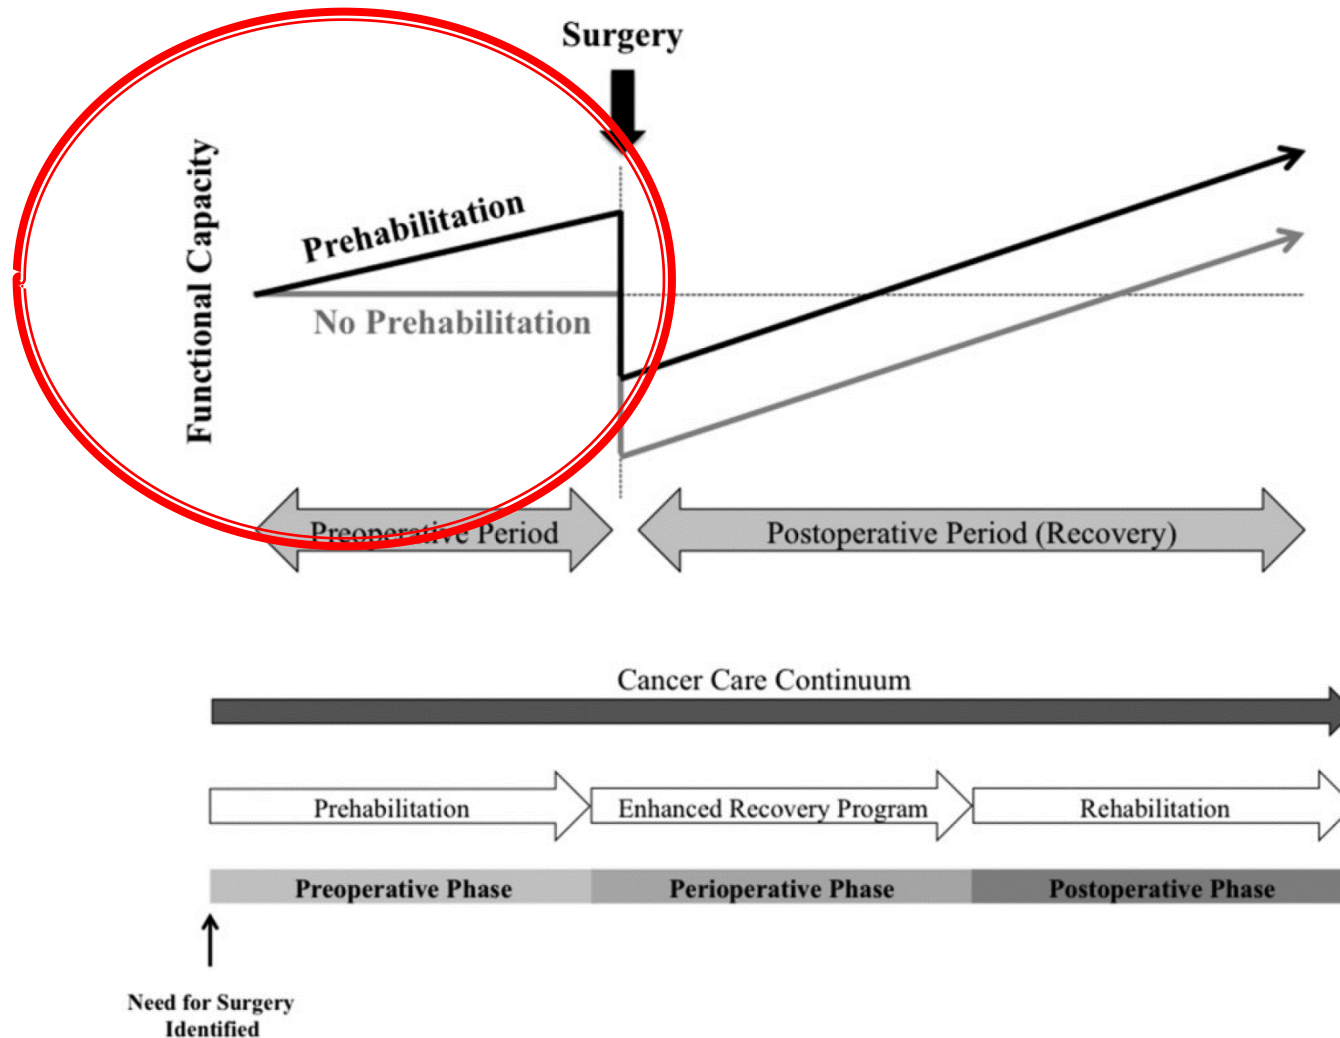 Surgery
Functional Capacity
Prehabilitation
No Prehabilitation
Preoperative Period
Postoperative Period (Recovery)
Cancer Care Continuum
Prehabilitation
Enhanced Recovery Program
Rehabilitation
Preoperative Phase
Perioperative Phase
Postoperative Phase
Need for Surgery
Identified